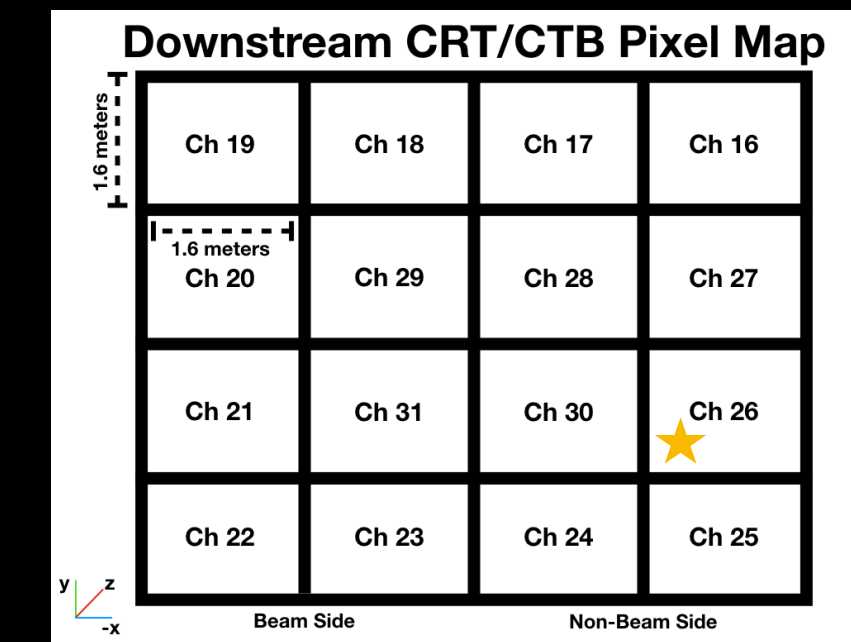 Downstream CRT/CTB Pixel Map
1.6 meters
Ch 19
Ch 18
Ch 17
Ch 16
1.6 meters
Ch 20
Ch 29
Ch 28
Ch 27
Ch 21
Ch 31
Ch 30
Ch 26
Ch 22
Ch 23
Ch 24
Ch 25
y
z
-x
Beam Side
Non-Beam Side